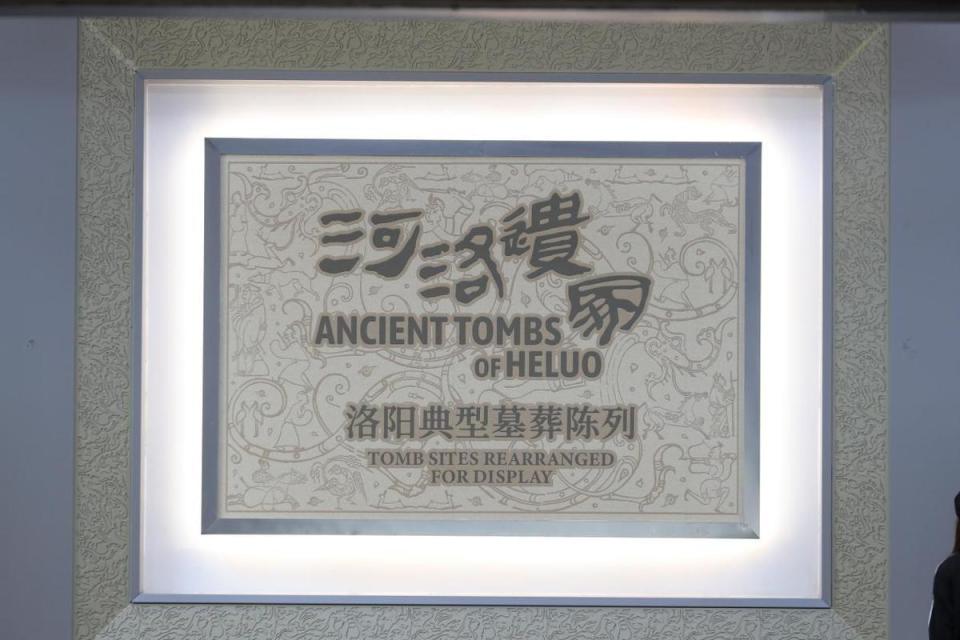 河洛遺冢
ANCIENT TOMBS
OF HELUO
洛阳典型墓葬陈列
TOMB SITES REARRANGED
FOR DISPLAY